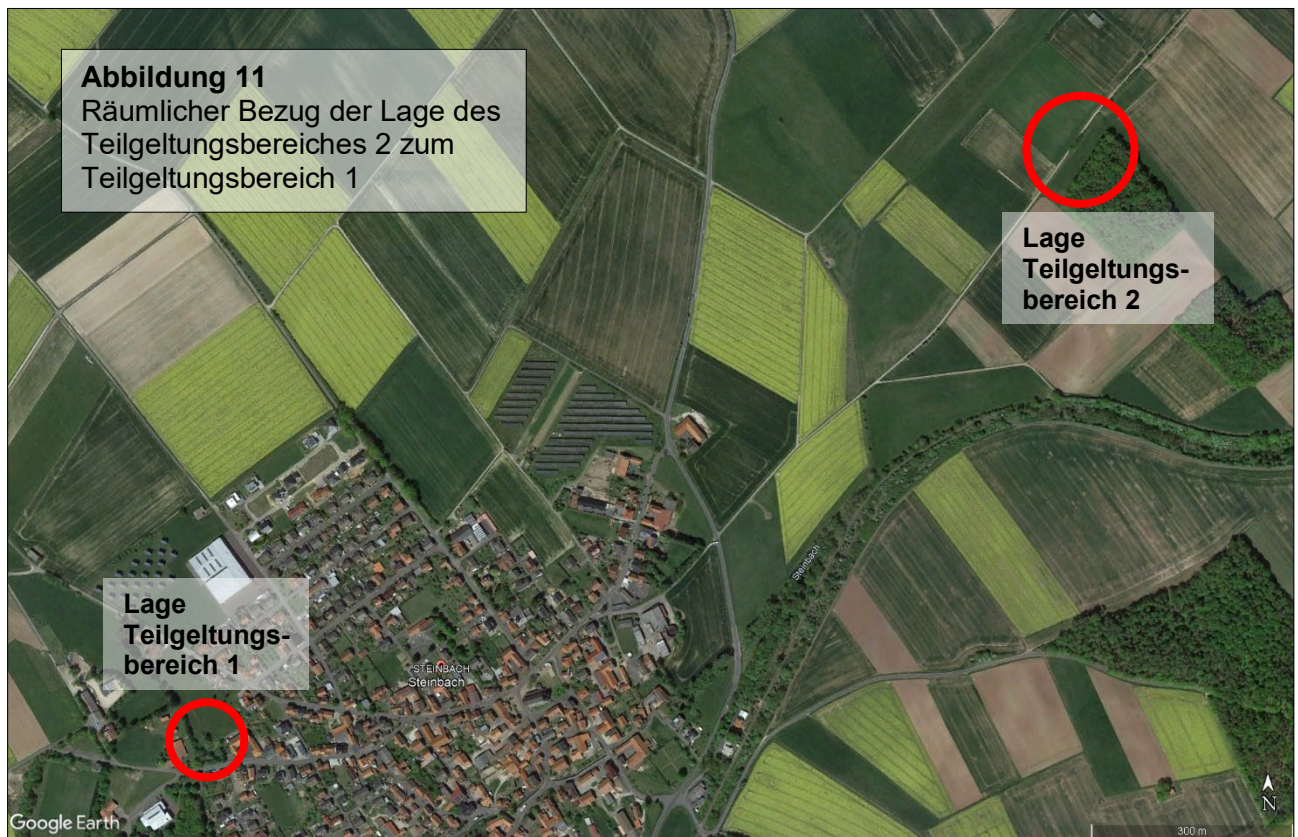 Abbildung 11
Räumlicher Bezug der Lage des
Teilgeltungsbereiches 2 zum
Teilgeltungsbereich 1
Lage
Teilgeltungs-
bereich 2
Steinbach
Lage
Teilgeltungs-
bereich 1
STEINBACH
Steinbach
N
Google Earth
300 m